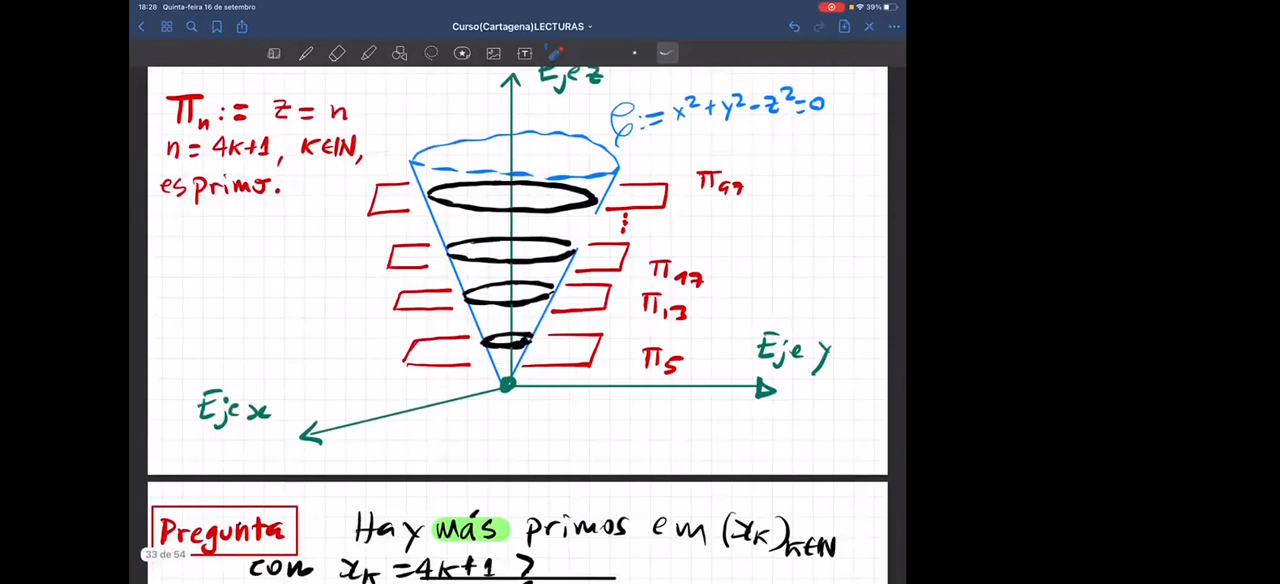 18:28 Quinta-feira 16 de setembro
39%
Curso(Cartagena)LECTURAS
Eje z
Πn := z = n
n = 4k+1, k∈ℕ,
es primo.
𝒞 := x² + y² - z² = 0
Π97
Π17
Π13
Π5
Eje y
Eje x
Pregunta
Hay más primos em (xk)k∈ℕ
33 de 54
com xk = 4k+1 ?